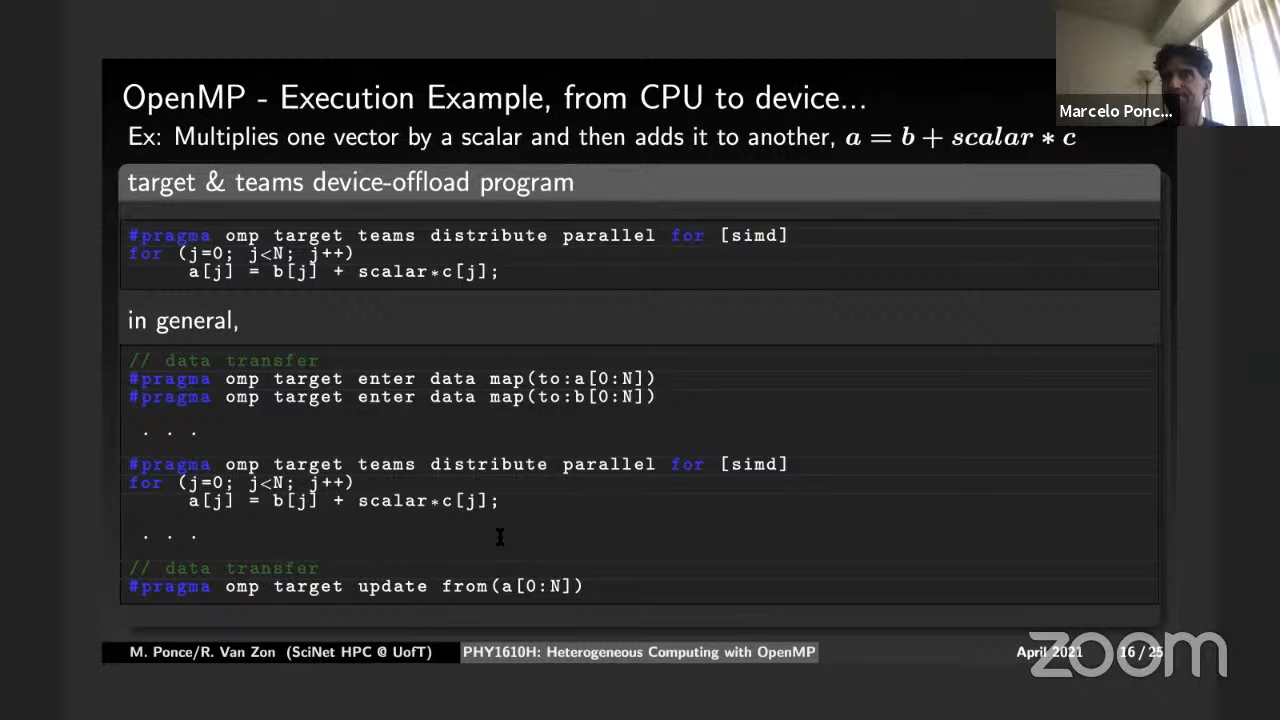 OpenMP - Execution Example, from CPU to device...
Ex: Multiplies one vector by a scalar and then adds it to another, a = b + scalar * c
target & teams device-offload program
#pragma omp target teams distribute parallel for [simd]
for (j=0; j<N; j++)
a[j] = b[j] + scalar*c[j];
in general,
// data transfer
#pragma omp target enter data map(to:a[0:N])
#pragma omp target enter data map(to:b[0:N])
. . .
#pragma omp target teams distribute parallel for [simd]
for (j=0; j<N; j++)
a[j] = b[j] + scalar*c[j];
. . .
// data transfer
#pragma omp target update from(a[0:N])
M. Ponce/R. Van Zon (SciNet HPC @ UofT) PHY1610H: Heterogeneous Computing with OpenMP April 2021 16 / 25
Marcelo Ponc...
zoom